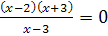 (x−2)(x+3)/x−3 = 0